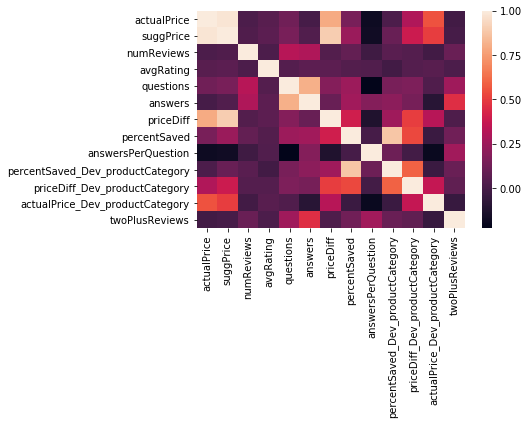 actualPrice
suggPrice
numReviews
avgRating
questions
answers
priceDiff
percentSaved
answersPerQuestion
percentSaved_Dev_productCategory
priceDiff_Dev_productCategory
actualPrice_Dev_productCategory
twoPlusReviews
actualPrice
suggPrice
numReviews
avgRating
questions
answers
priceDiff
percentSaved
answersPerQuestion
percentSaved_Dev_productCategory
priceDiff_Dev_productCategory
actualPrice_Dev_productCategory
twoPlusReviews
1.00
0.75
0.50
0.25
0.00